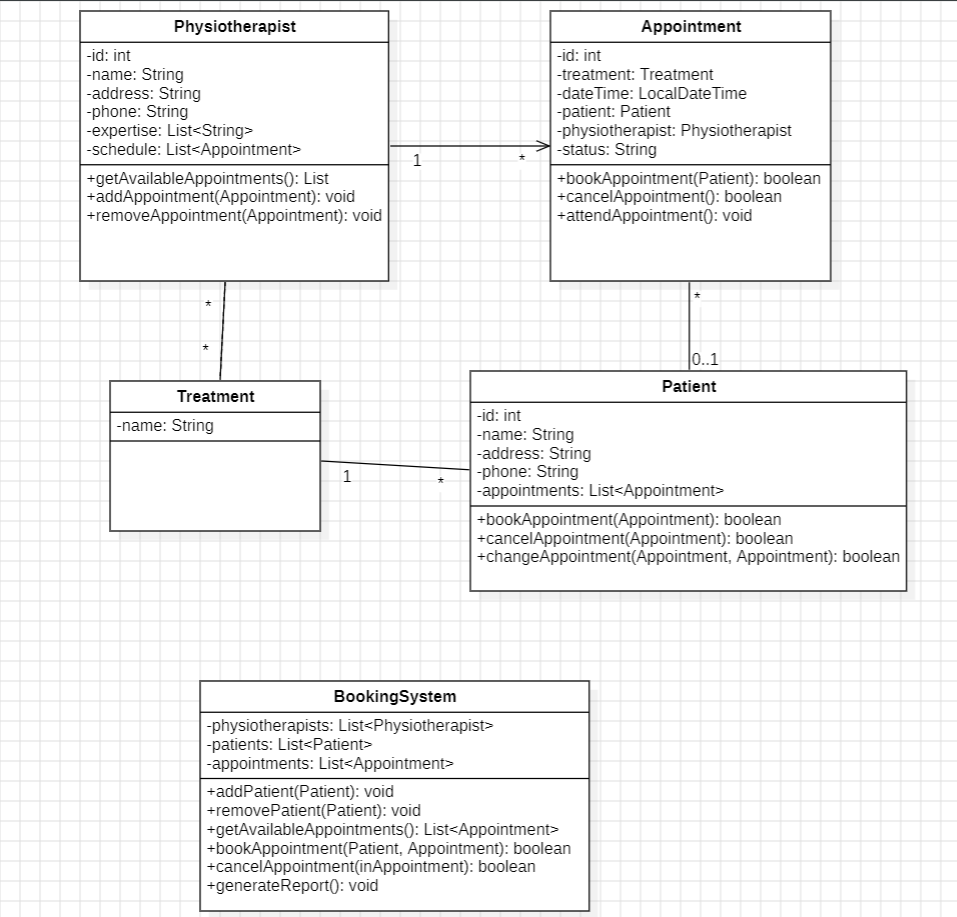 Physiotherapist
-id: int
-name: String
-address: String
-phone: String
-expertise: List<String>
-schedule: List<Appointment>
+getAvailableAppointments(): List
+addAppointment(Appointment): void
+removeAppointment(Appointment): void
1
*
Appointment
-id: int
-treatment: Treatment
-dateTime: LocalDateTime
-patient: Patient
-physiotherapist: Physiotherapist
-status: String
+bookAppointment(Patient): boolean
+cancelAppointment(): boolean
+attendAppointment(): void
*
*
*
0..1
Treatment
-name: String
1
*
Patient
-id: int
-name: String
-address: String
-phone: String
-appointments: List<Appointment>
+bookAppointment(Appointment): boolean
+cancelAppointment(Appointment): boolean
+changeAppointment(Appointment, Appointment): boolean
BookingSystem
-physiotherapists: List<Physiotherapist>
-patients: List<Patient>
-appointments: List<Appointment>
+addPatient(Patient): void
+removePatient(Patient): void
+getAvailableAppointments(): List<Appointment>
+bookAppointment(Patient, Appointment): boolean
+cancelAppointment(inAppointment): boolean
+generateReport(): void